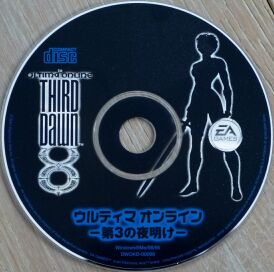 COMPACT
disc
ULTIMA ONLINE
THIRD
DAWN
EA
GAMES
ウルティマ オンライン
ー第3の夜明けー